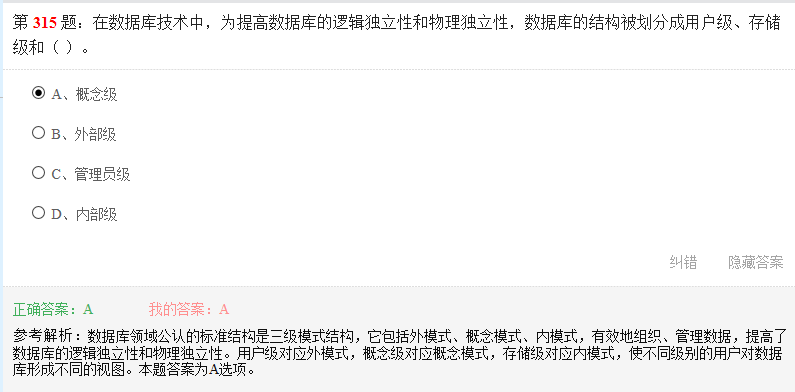 第 315 题：在数据库技术中，为提高数据库的逻辑独立性和物理独立性，数据库的结构被划分成用户级、存储
级和（ ）。
A、概念级
B、外部级
C、管理员级
D、内部级
纠错 隐藏答案
正确答案：A 我的答案：A
参考解析：数据库领域公认的标准结构是三级模式结构，它包括外模式、概念模式、内模式，有效地组织、管理数据，提高了
数据库的逻辑独立性和物理独立性。用户级对应外模式，概念级对应概念模式，存储级对应内模式，使不同级别的用户对数据
库形成不同的视图。本题答案为A选项。